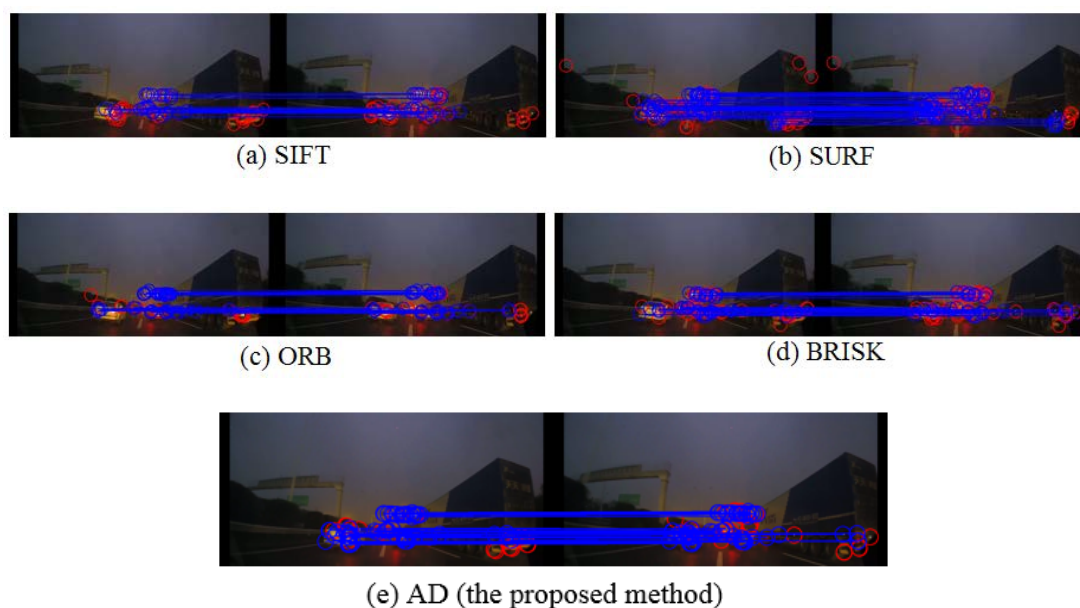 (a) SIFT
(b) SURF
(c) ORB
(d) BRISK
(e) AD (the proposed method)